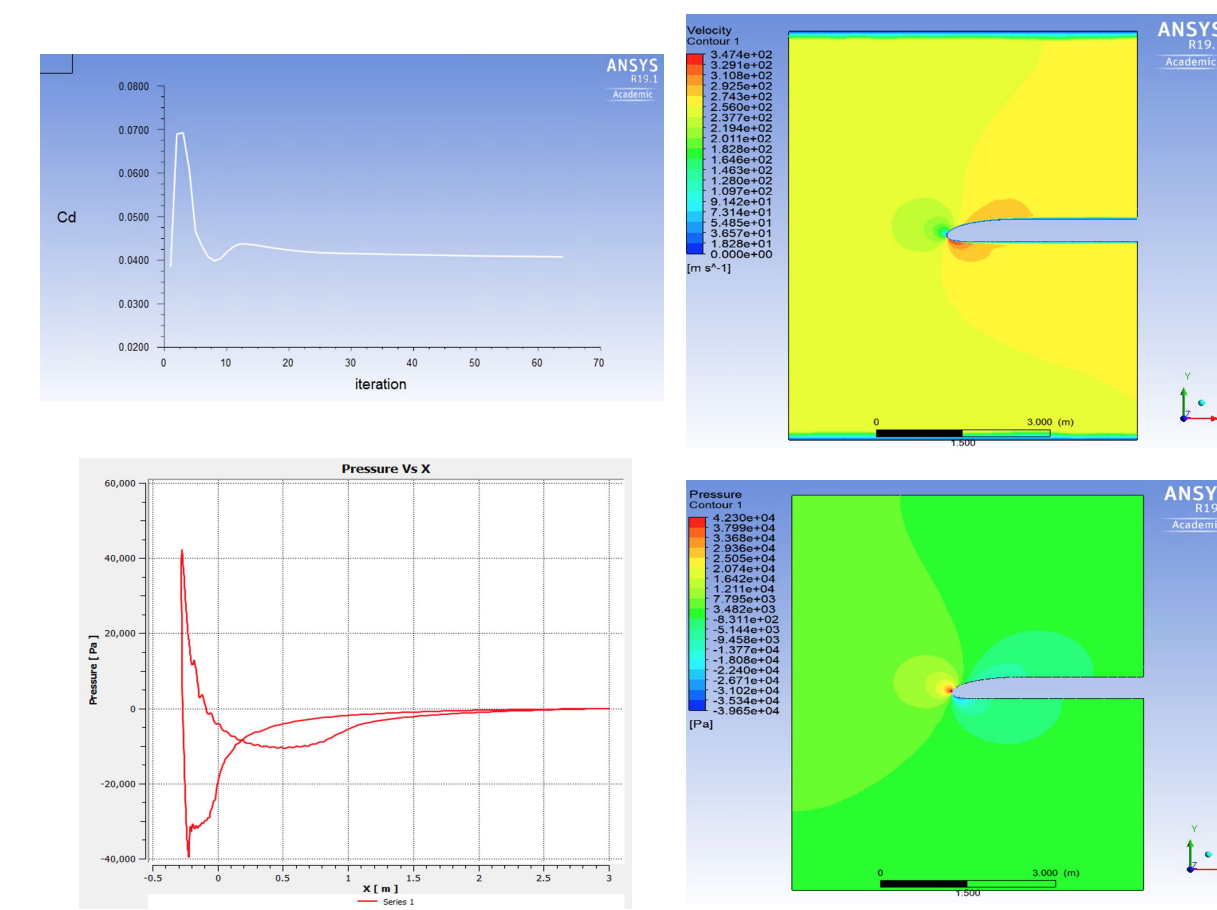 ANSYS
R19.1
Academic
0.0800
0.0700
0.0600
0.0500
0.0400
0.0300
0.0200
Cd
0 10 20 30 40 50 60 70
iteration
Velocity
Contour 1
3.474e+02
3.291e+02
3.108e+02
2.925e+02
2.743e+02
2.560e+02
2.377e+02
2.194e+02
2.011e+02
1.828e+02
1.646e+02
1.463e+02
1.280e+02
1.097e+02
9.142e+01
7.314e+01
5.485e+01
3.657e+01
1.828e+01
0.000e+00
[m s^-1]
ANSYS
R19.
Academic
0 3.000 (m)
1.500
Y
Z
Pressure Vs X
60,000
40,000
20,000
0
-20,000
-40,000
Pressure [ Pa ]
-0.5 0 0.5 1 1.5 2 2.5 3
X [ m ]
Series 1
Pressure
Contour 1
4.230e+04
3.799e+04
3.368e+04
2.936e+04
2.505e+04
2.074e+04
1.642e+04
1.211e+04
7.795e+03
3.482e+03
-8.311e+02
-5.144e+03
-9.458e+03
-1.377e+04
-1.808e+04
-2.240e+04
-2.671e+04
-3.102e+04
-3.534e+04
-3.965e+04
[Pa]
ANSY
R19
Academi
0 3.000 (m)
1.500
Y
Z